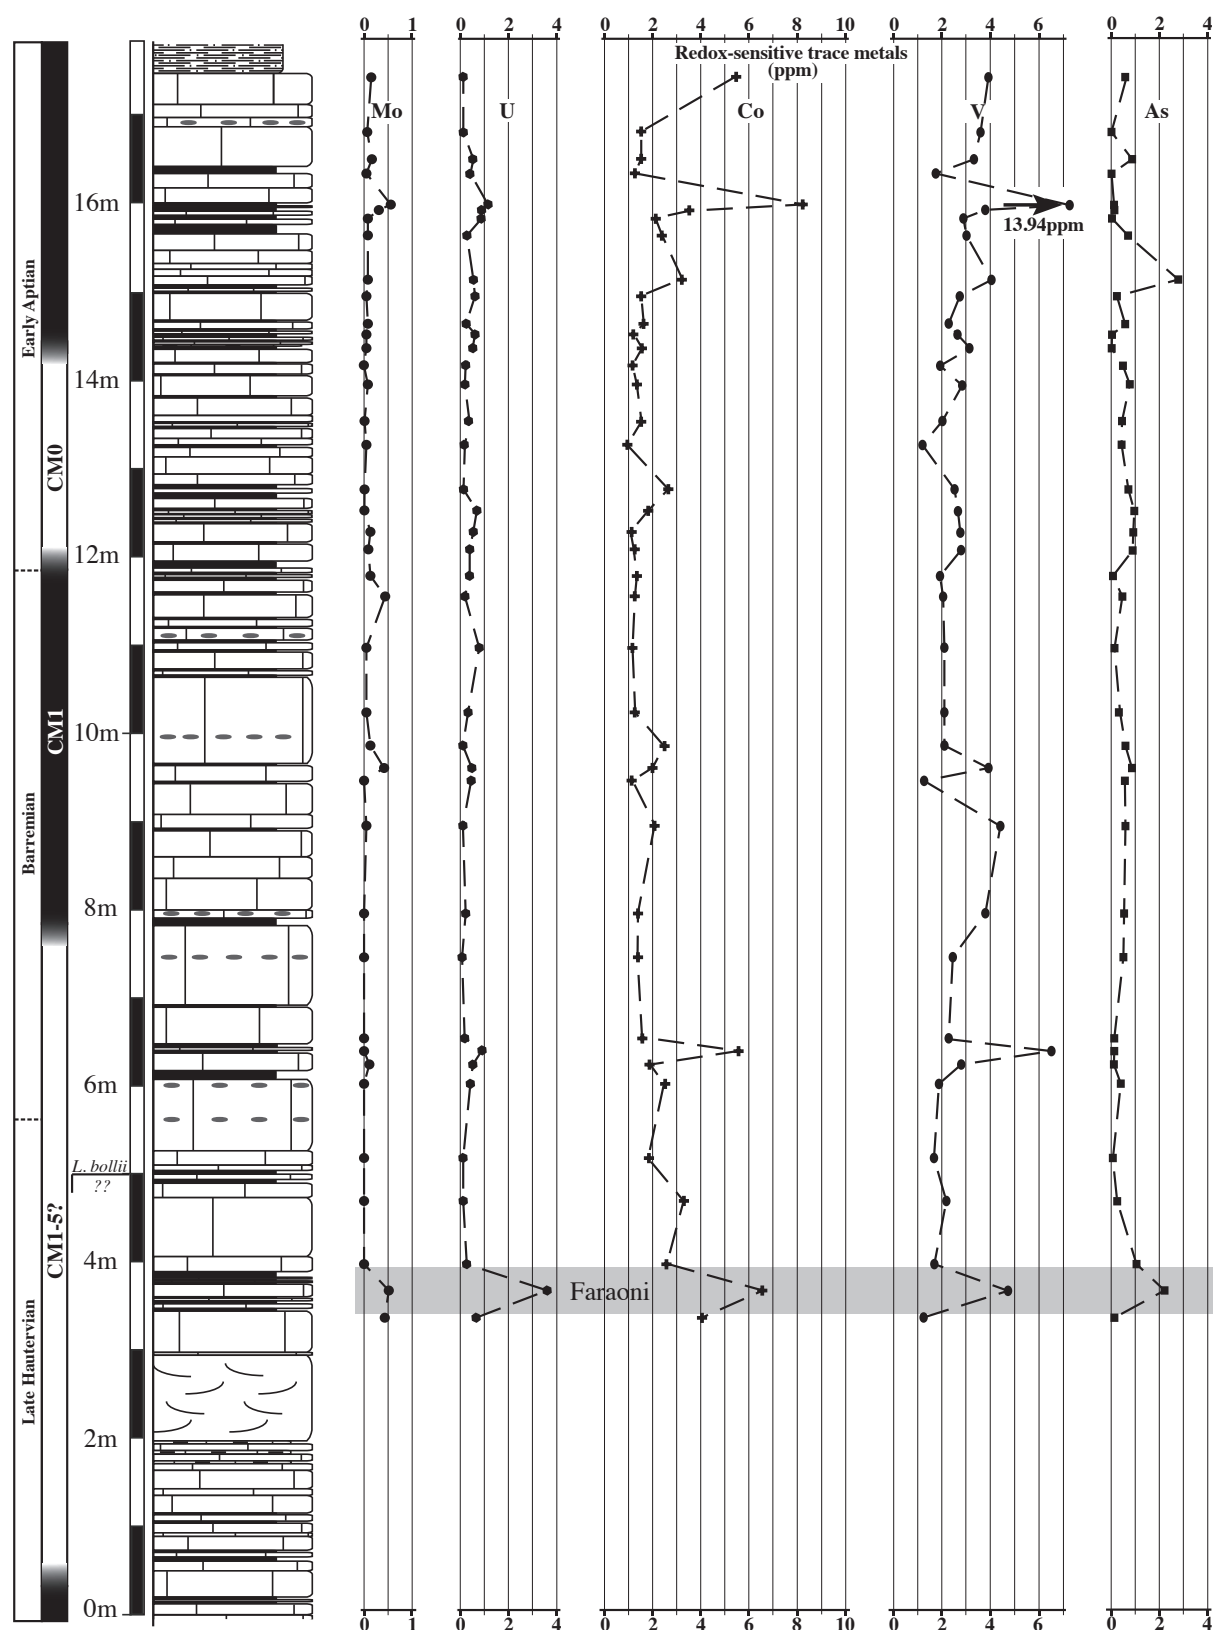 0 1 0 2 4 0 2 4 6 8 10 0 2 4 6 0 2 4
Redox-sensitive trace metals
(ppm)
Mo U Co V As
16m
13.94ppm
Early Aptian
14m
CM0
12m
CM1
10m
Barremian
8m
6m
L. bollii
??
CM1-5?
4m
Faraoni
Late Hautervian
2m
0m
0 1 0 2 4 0 2 4 6 8 10 0 2 4 6 0 2 4